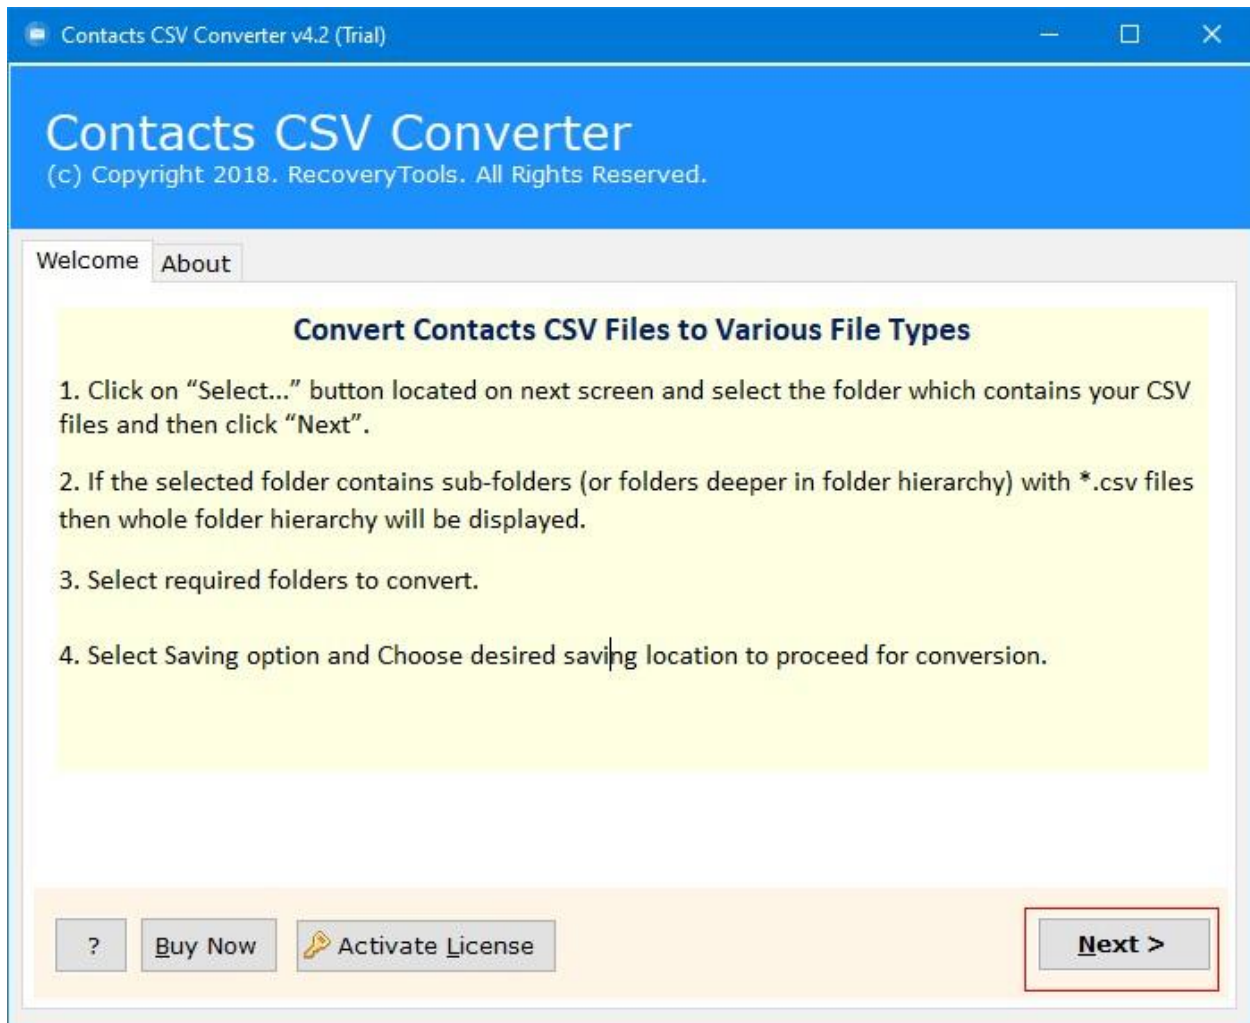 Contacts CSV Converter v4.2 (Trial)
Contacts CSV Converter
(c) Copyright 2018. RecoveryTools. All Rights Reserved.
Welcome
About
Convert Contacts CSV Files to Various File Types
1. Click on “Select...” button located on next screen and select the folder which contains your CSV
files and then click “Next”.
2. If the selected folder contains sub-folders (or folders deeper in folder hierarchy) with *.csv files
then whole folder hierarchy will be displayed.
3. Select required folders to convert.
4. Select Saving option and Choose desired saving location to proceed for conversion.
?
Buy Now
Activate License
Next >